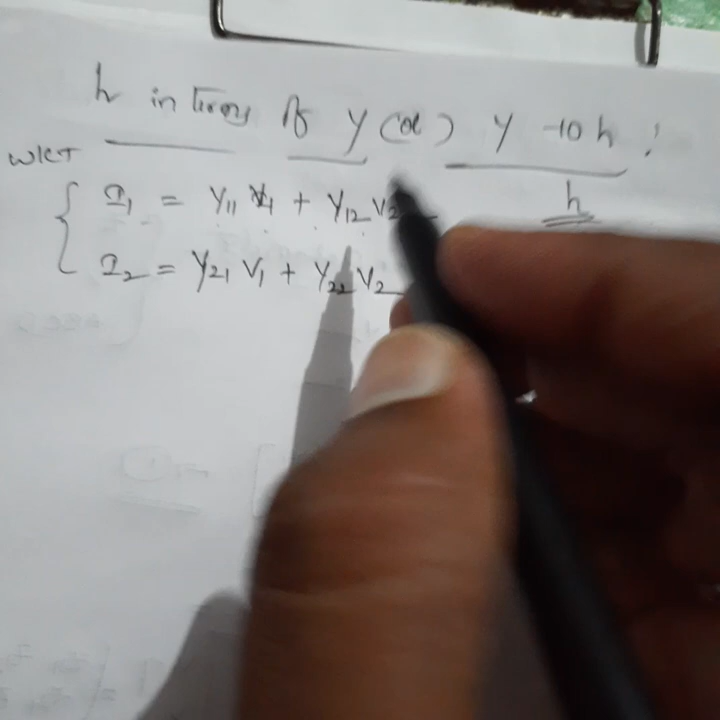 h in terms of Y (or) Y -to h :
WKT h
I1 = Y11 V1 + Y12 V2
I2 = Y21 V1 + Y22 V2